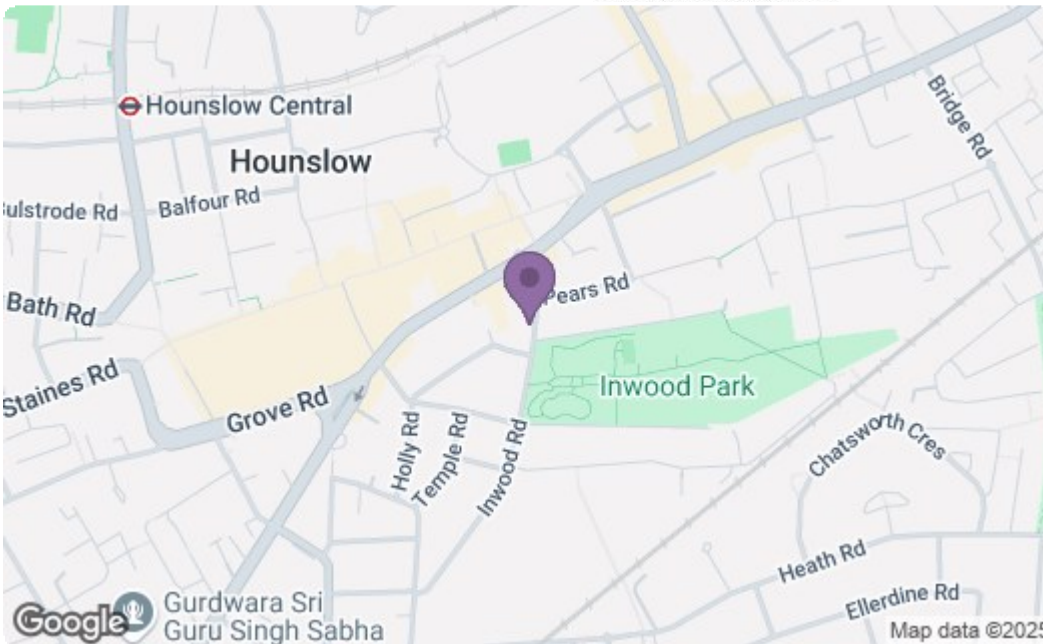 Hounslow Central
Hounslow
Bridge Rd
Bulstrode Rd
Balfour Rd
Bath Rd
Pears Rd
Staines Rd
Grove Rd
Inwood Park
Holly Rd
Temple Rd
Inwood Rd
Chatsworth Cres
Heath Rd
Ellerdine Rd
Gurdwara Sri
Guru Singh Sabha
Google
Map data ©2025